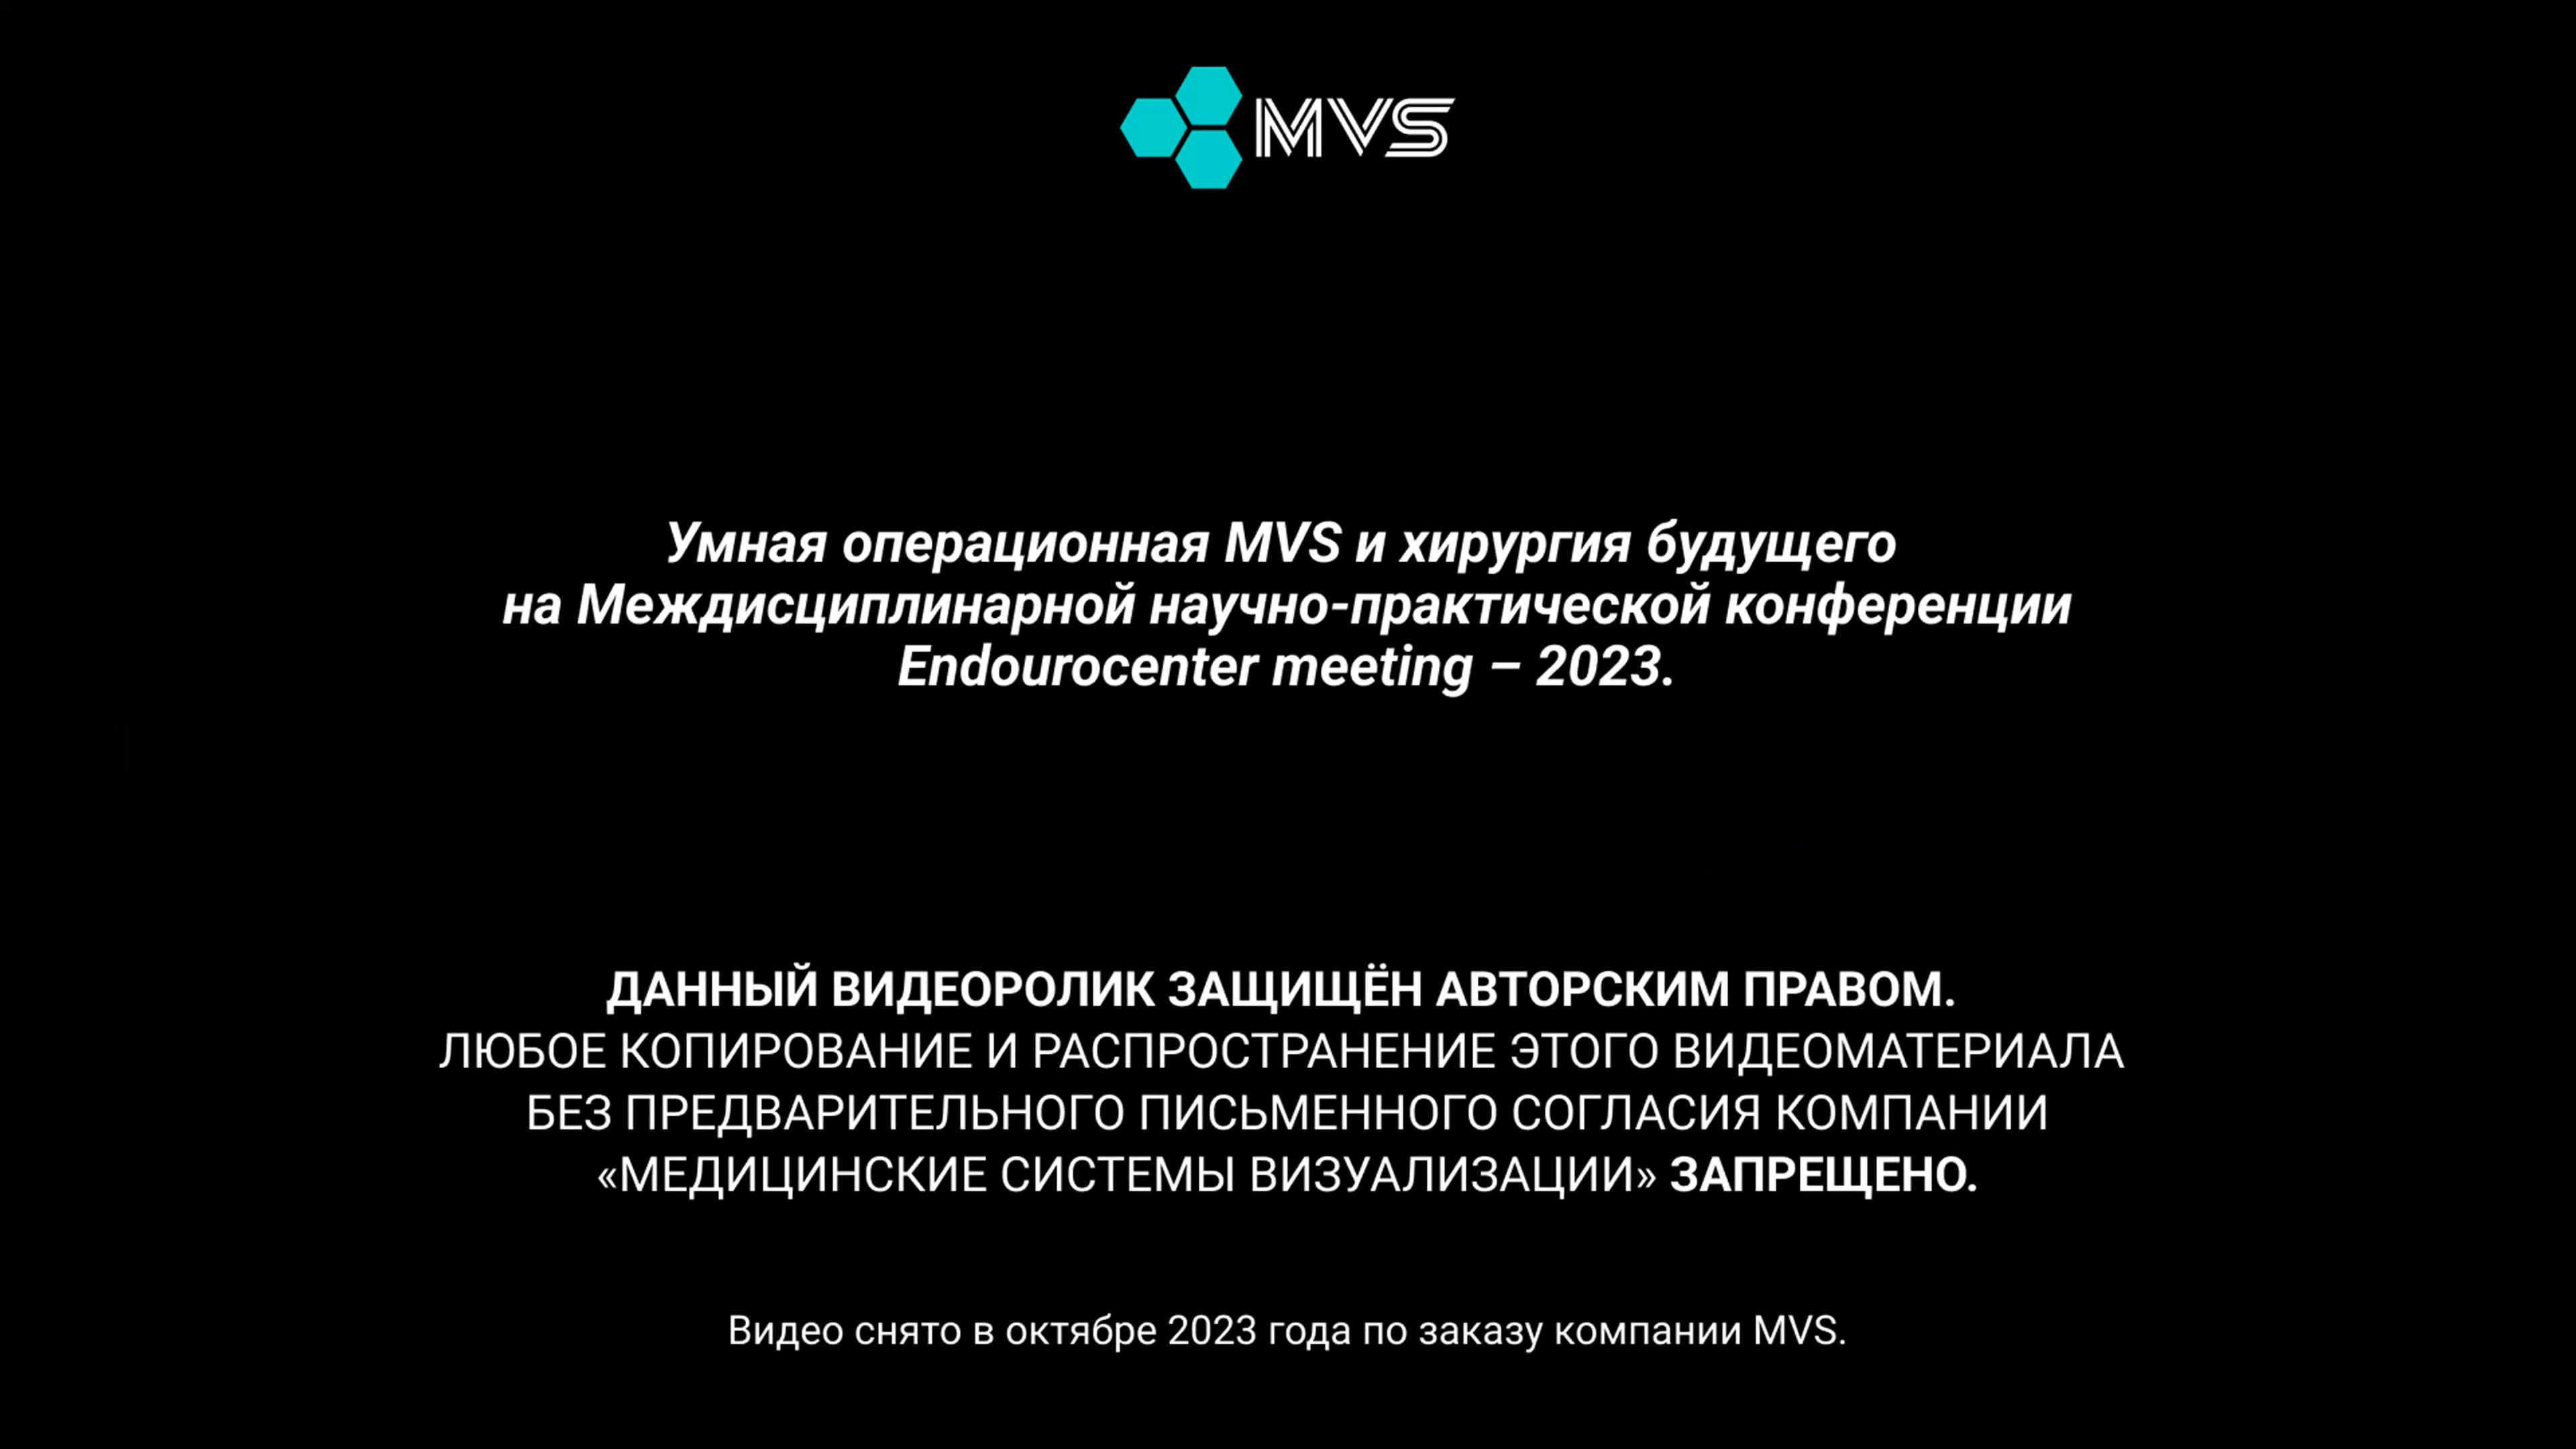 MVS
Умная операционная MVS и хирургия будущего
на Междисциплинарной научно-практической конференции
Endourocenter meeting – 2023.
ДАННЫЙ ВИДЕОРОЛИК ЗАЩИЩЁН АВТОРСКИМ ПРАВОМ.
ЛЮБОЕ КОПИРОВАНИЕ И РАСПРОСТРАНЕНИЕ ЭТОГО ВИДЕОМАТЕРИАЛА
БЕЗ ПРЕДВАРИТЕЛЬНОГО ПИСЬМЕННОГО СОГЛАСИЯ КОМПАНИИ
«МЕДИЦИНСКИЕ СИСТЕМЫ ВИЗУАЛИЗАЦИИ» ЗАПРЕЩЕНО.
Видео снято в октябре 2023 года по заказу компании MVS.